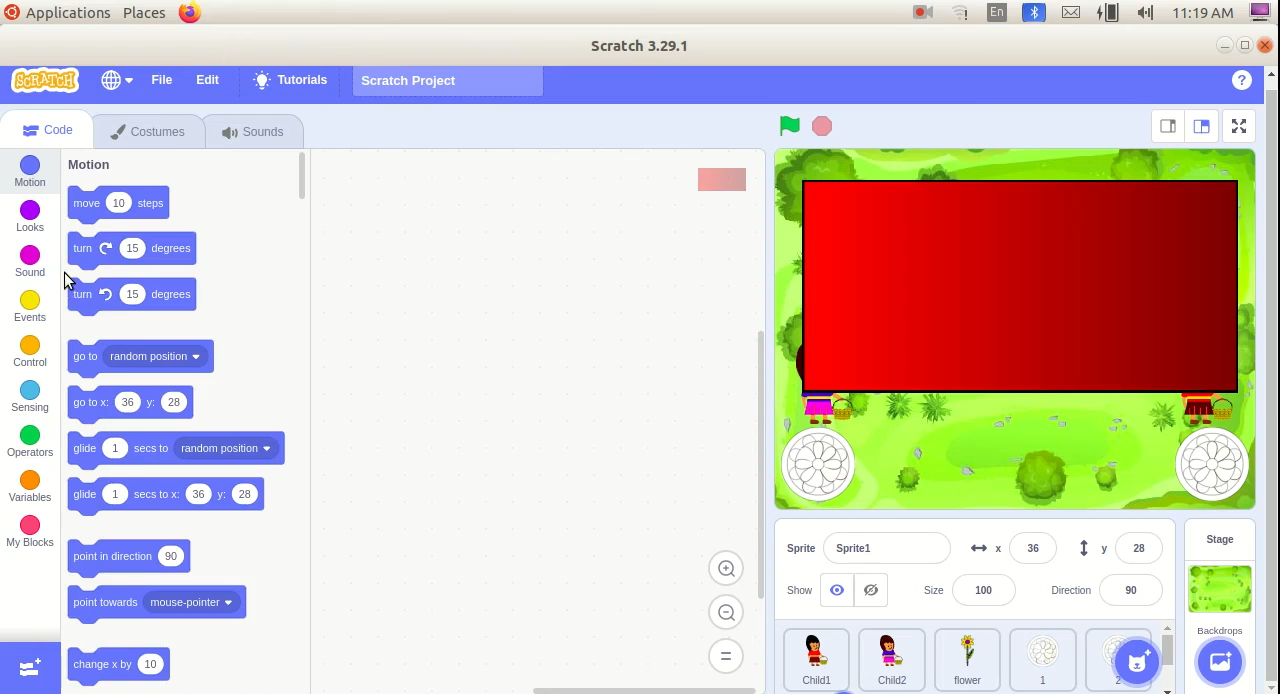 Applications Places En 11:19 AM
Scratch 3.29.1
SCRATCH File Edit Tutorials Scratch Project ?
Code Costumes Sounds
Motion
Looks
Sound
Events
Control
Sensing
Operators
Variables
My Blocks
Motion
move 10 steps
turn 15 degrees
turn 15 degrees
go to random position
go to x: 36 y: 28
glide 1 secs to random position
glide 1 secs to x: 36 y: 28
point in direction 90
point towards mouse-pointer
change x by 10
Sprite Sprite1 x 36 y 28
Show Size 100 Direction 90
Child1 Child2 flower 1 2
Stage
Backdrops